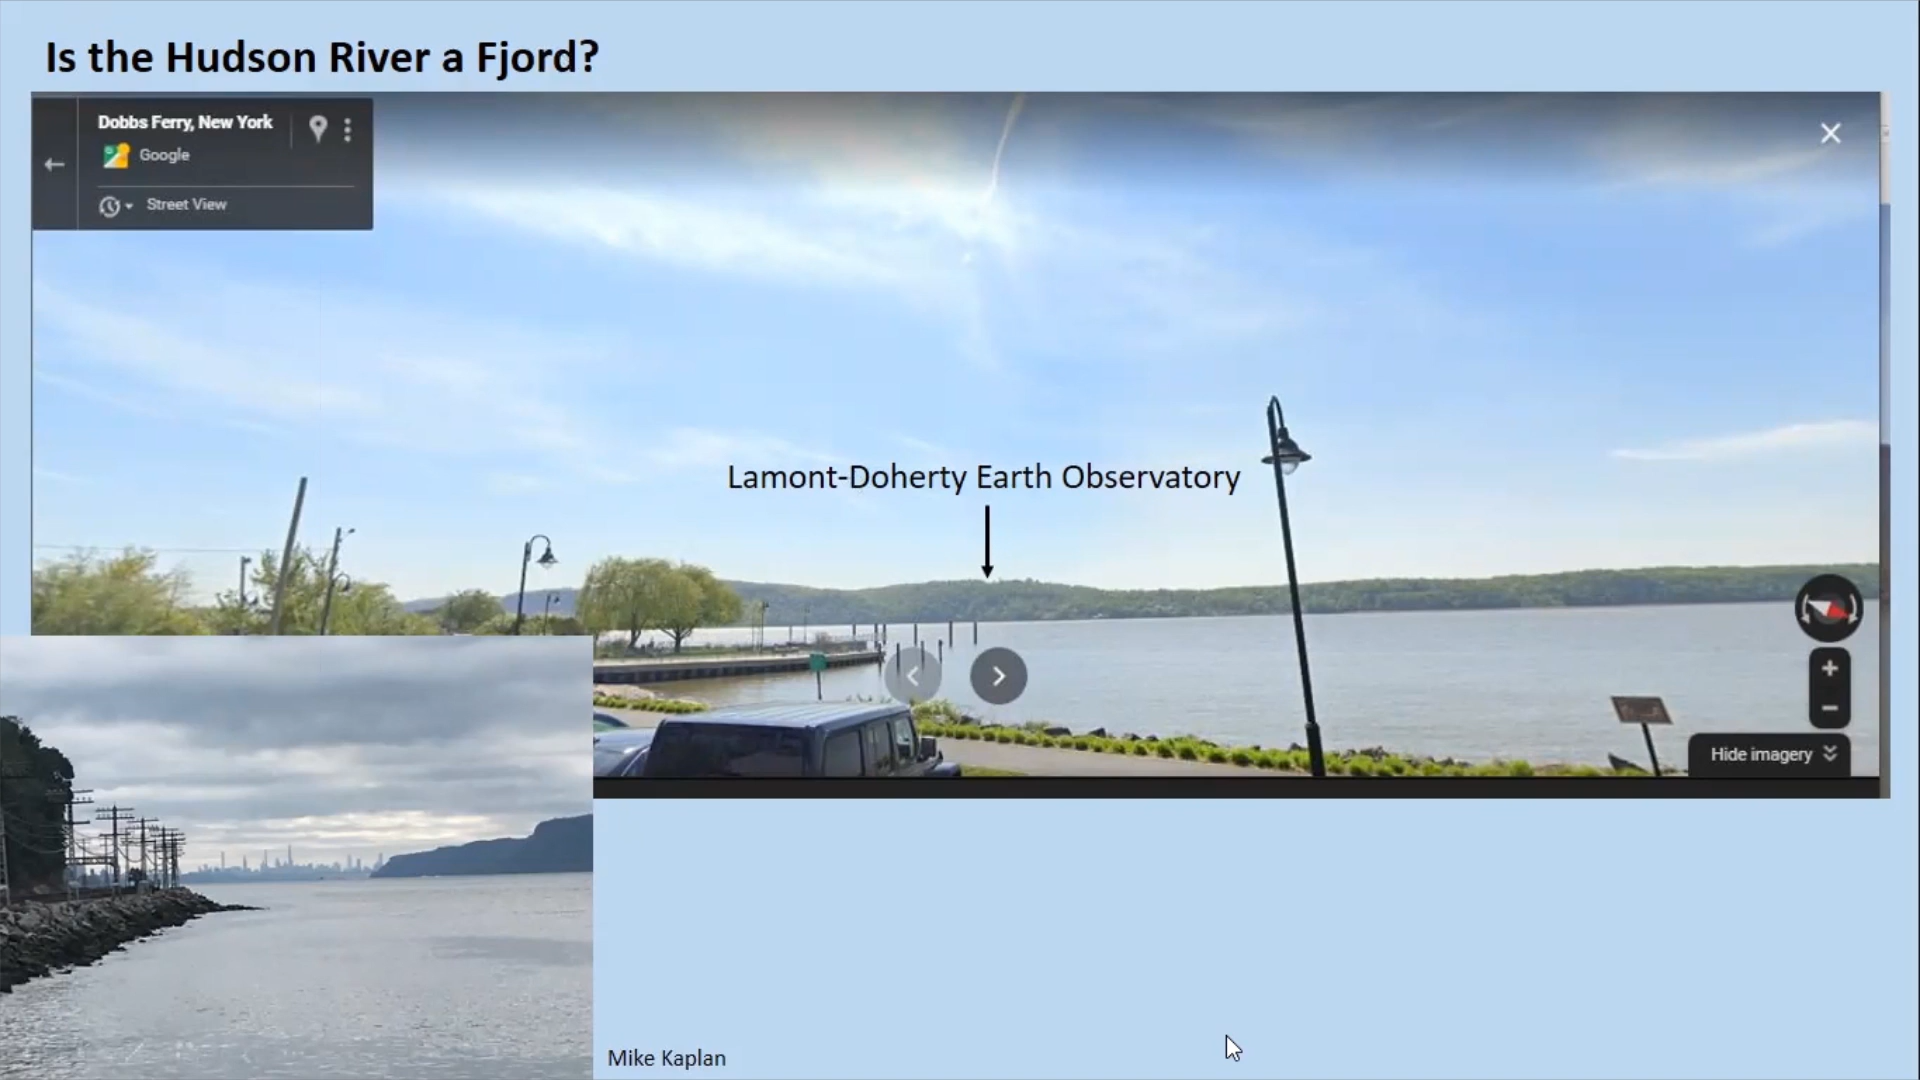 Is the Hudson River a Fjord?
Dobbs Ferry, New York
Google
Street View
Lamont-Doherty Earth Observatory
Hide imagery
Mike Kaplan